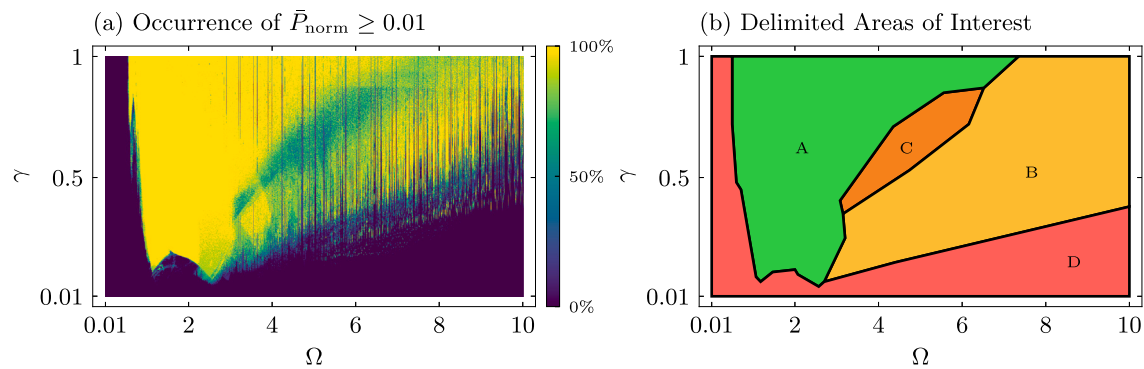 (a) Occurrence of P̄norm ≥ 0.01
1
0.5
0.01
γ
0.01 2 4 6 8 10
Ω
100%
50%
0%
(b) Delimited Areas of Interest
1
0.5
0.01
γ
A
C
B
D
0.01 2 4 6 8 10
Ω